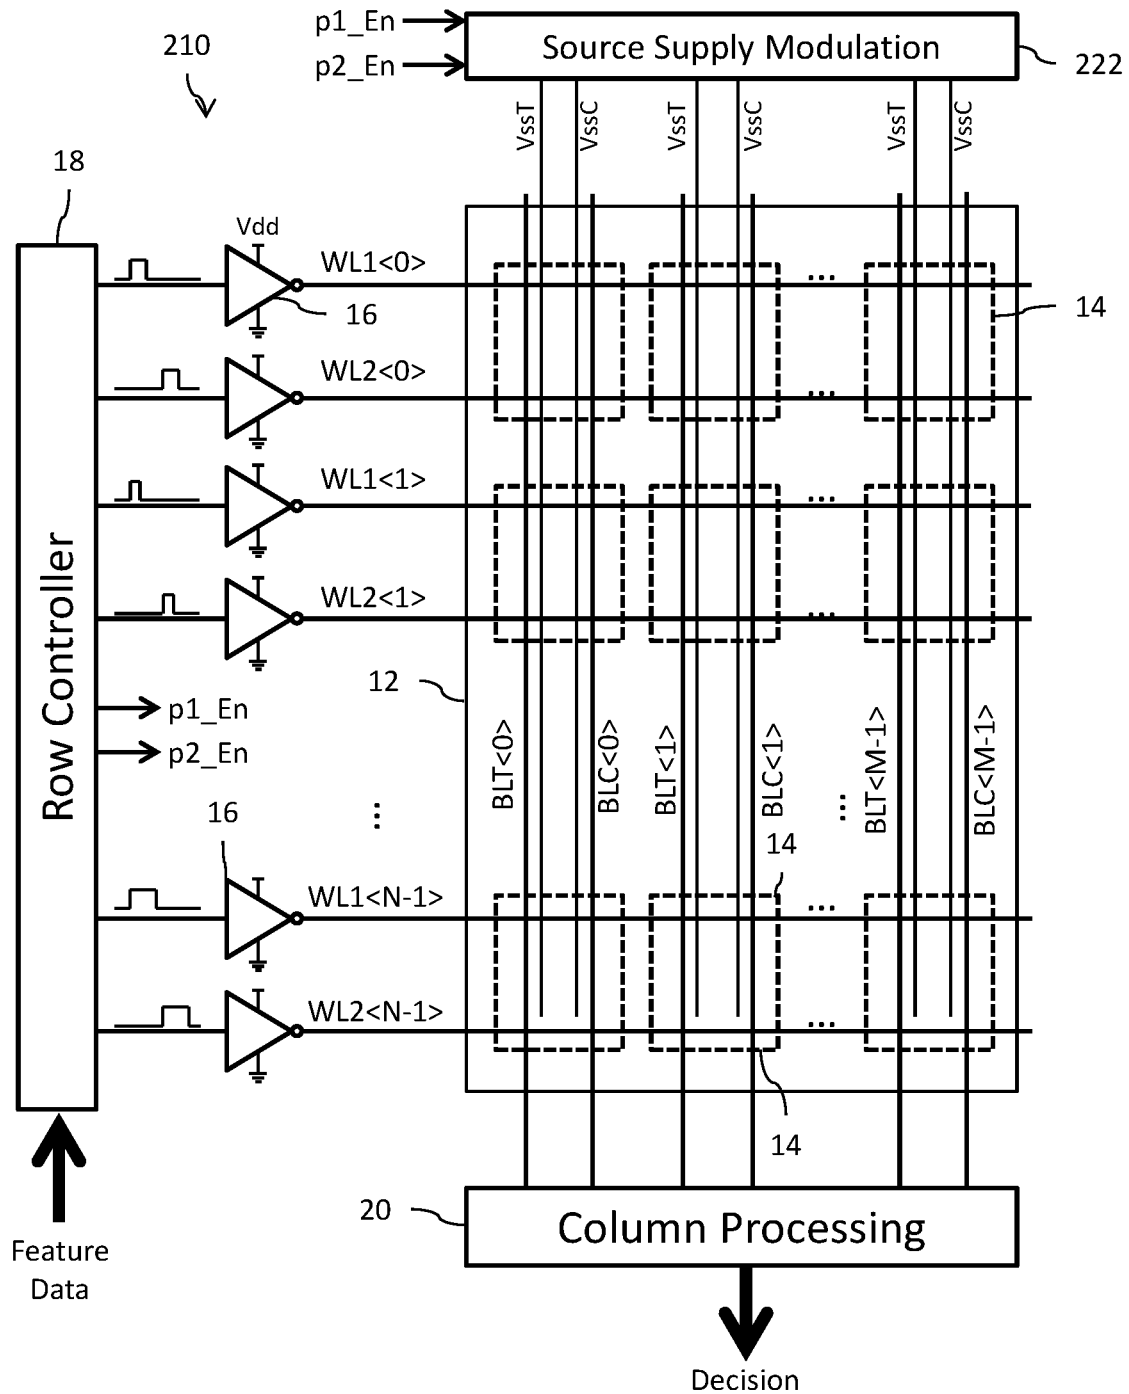 p1_En
Source Supply Modulation
210
p2_En
222
VssT
VssC
VssT
VssC
VssT
VssC
18
Vdd
WL1<0>
16
14
...
WL2<0>
...
WL1<1>
...
WL2<1>
...
Row Controller
12
p1_En
p2_En
BLT<0>
BLC<0>
BLT<1>
BLC<1>
...
BLT<M-1>
BLC<M-1>
16
...
14
WL1<N-1>
...
WL2<N-1>
...
14
20
Column Processing
Feature
Data
Decision